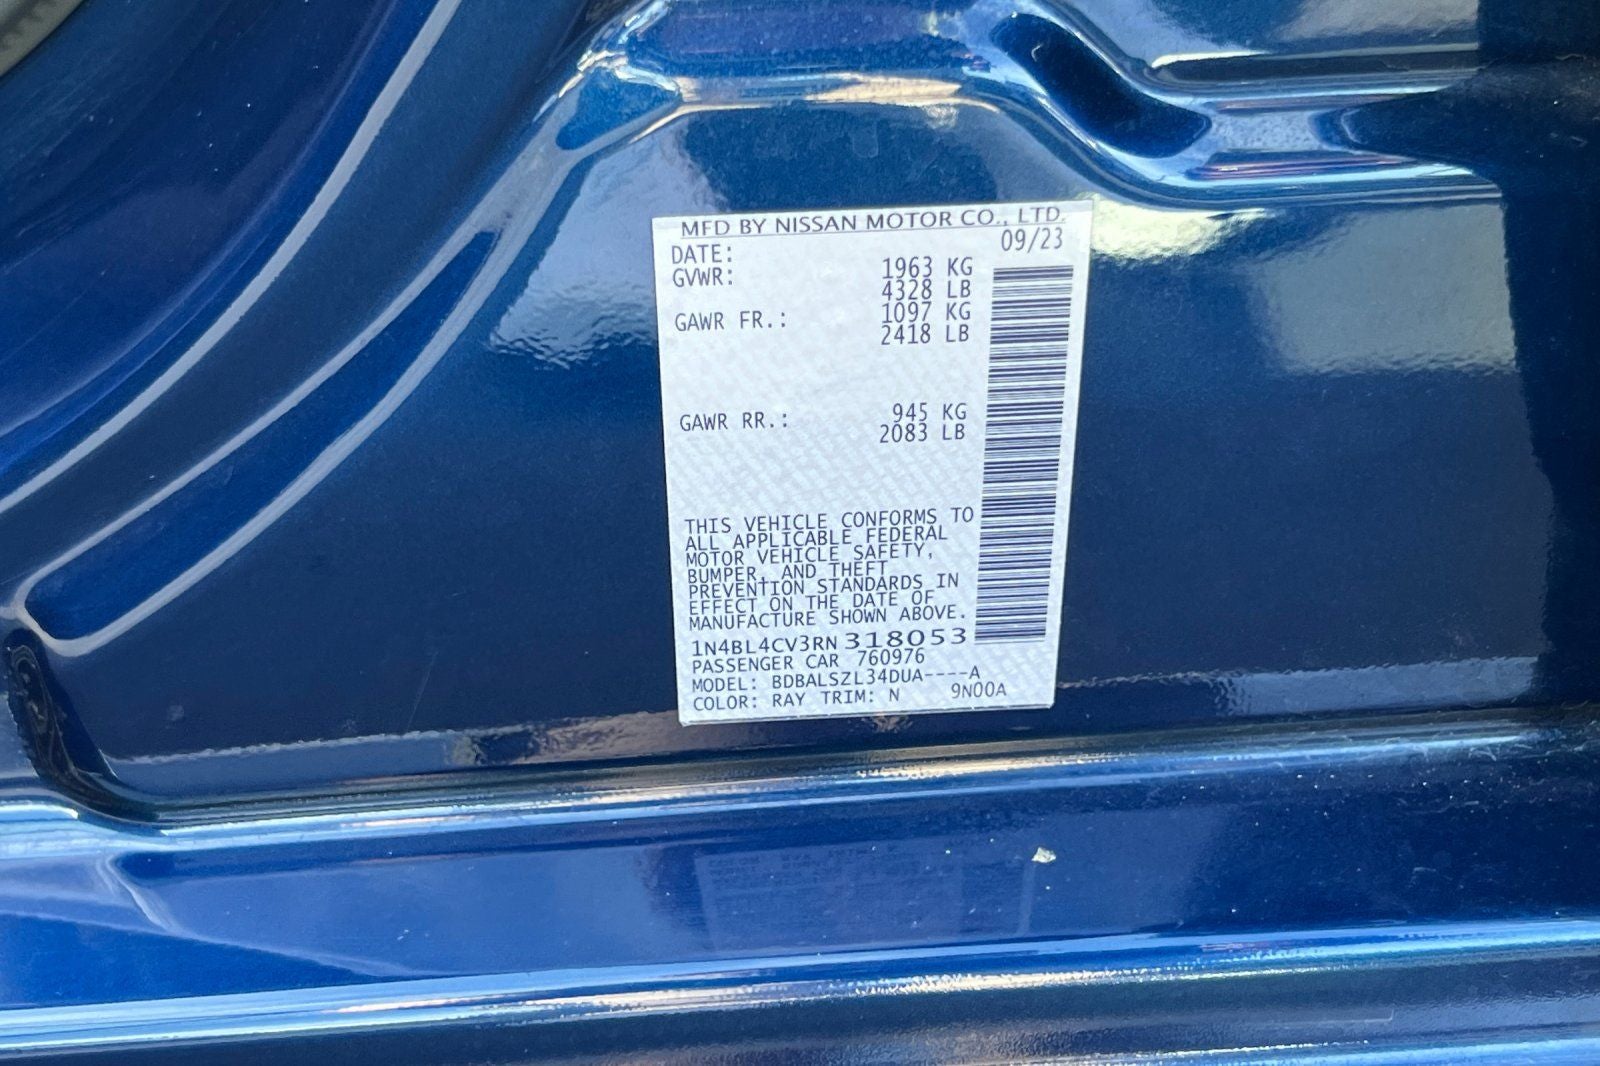 MFD BY NISSAN MOTOR CO., LTD.
DATE: 09/23
GVWR: 1963 KG
4328 LB
GAWR FR.: 1097 KG
2418 LB
GAWR RR.: 945 KG
2083 LB
THIS VEHICLE CONFORMS TO
ALL APPLICABLE FEDERAL
MOTOR VEHICLE SAFETY,
BUMPER, AND THEFT
PREVENTION STANDARDS IN
EFFECT ON THE DATE OF
MANUFACTURE SHOWN ABOVE.
1N4BL4CV3RN318053
PASSENGER CAR 760976
MODEL: BDBALSZL34DUA----A
COLOR: RAY TRIM: N 9N00A